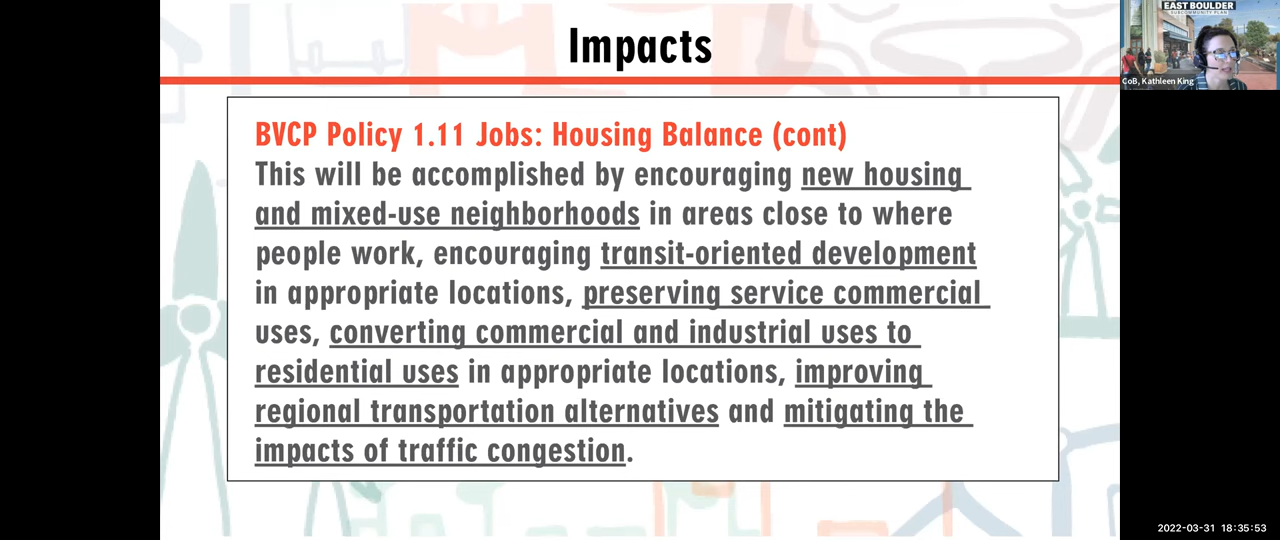 Impacts
BVCP Policy 1.11 Jobs: Housing Balance (cont)
This will be accomplished by encouraging new housing
and mixed-use neighborhoods in areas close to where
people work, encouraging transit-oriented development
in appropriate locations, preserving service commercial
uses, converting commercial and industrial uses to
residential uses in appropriate locations, improving
regional transportation alternatives and mitigating the
impacts of traffic congestion.
EAST BOULDER
SUBCOMMUNITY PLAN
CoB, Kathleen King
2022-03-31 18:35:53